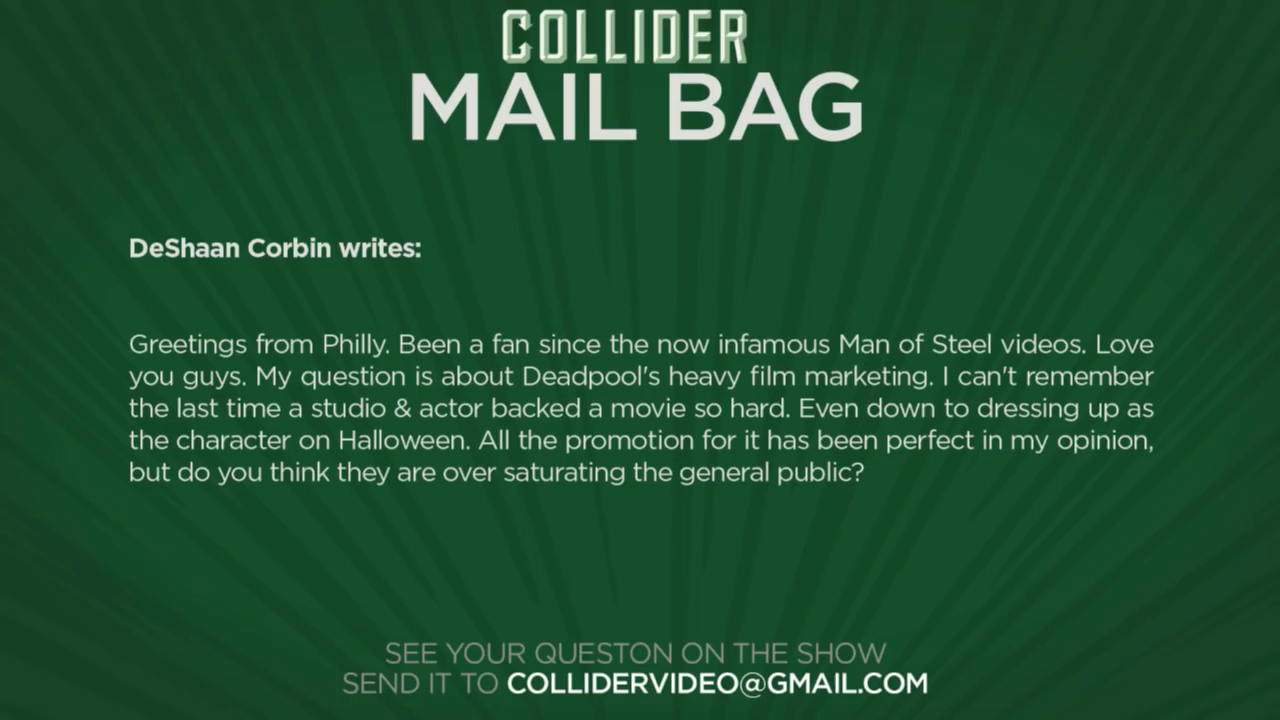 COLLIDER
MAIL BAG
DeShaan Corbin writes:
Greetings from Philly. Been a fan since the now infamous Man of Steel videos. Love
you guys. My question is about Deadpool's heavy film marketing. I can't remember
the last time a studio & actor backed a movie so hard. Even down to dressing up as
the character on Halloween. All the promotion for it has been perfect in my opinion,
but do you think they are over saturating the general public?
SEE YOUR QUESTON ON THE SHOW
SEND IT TO COLLIDERVIDEO@GMAIL.COM